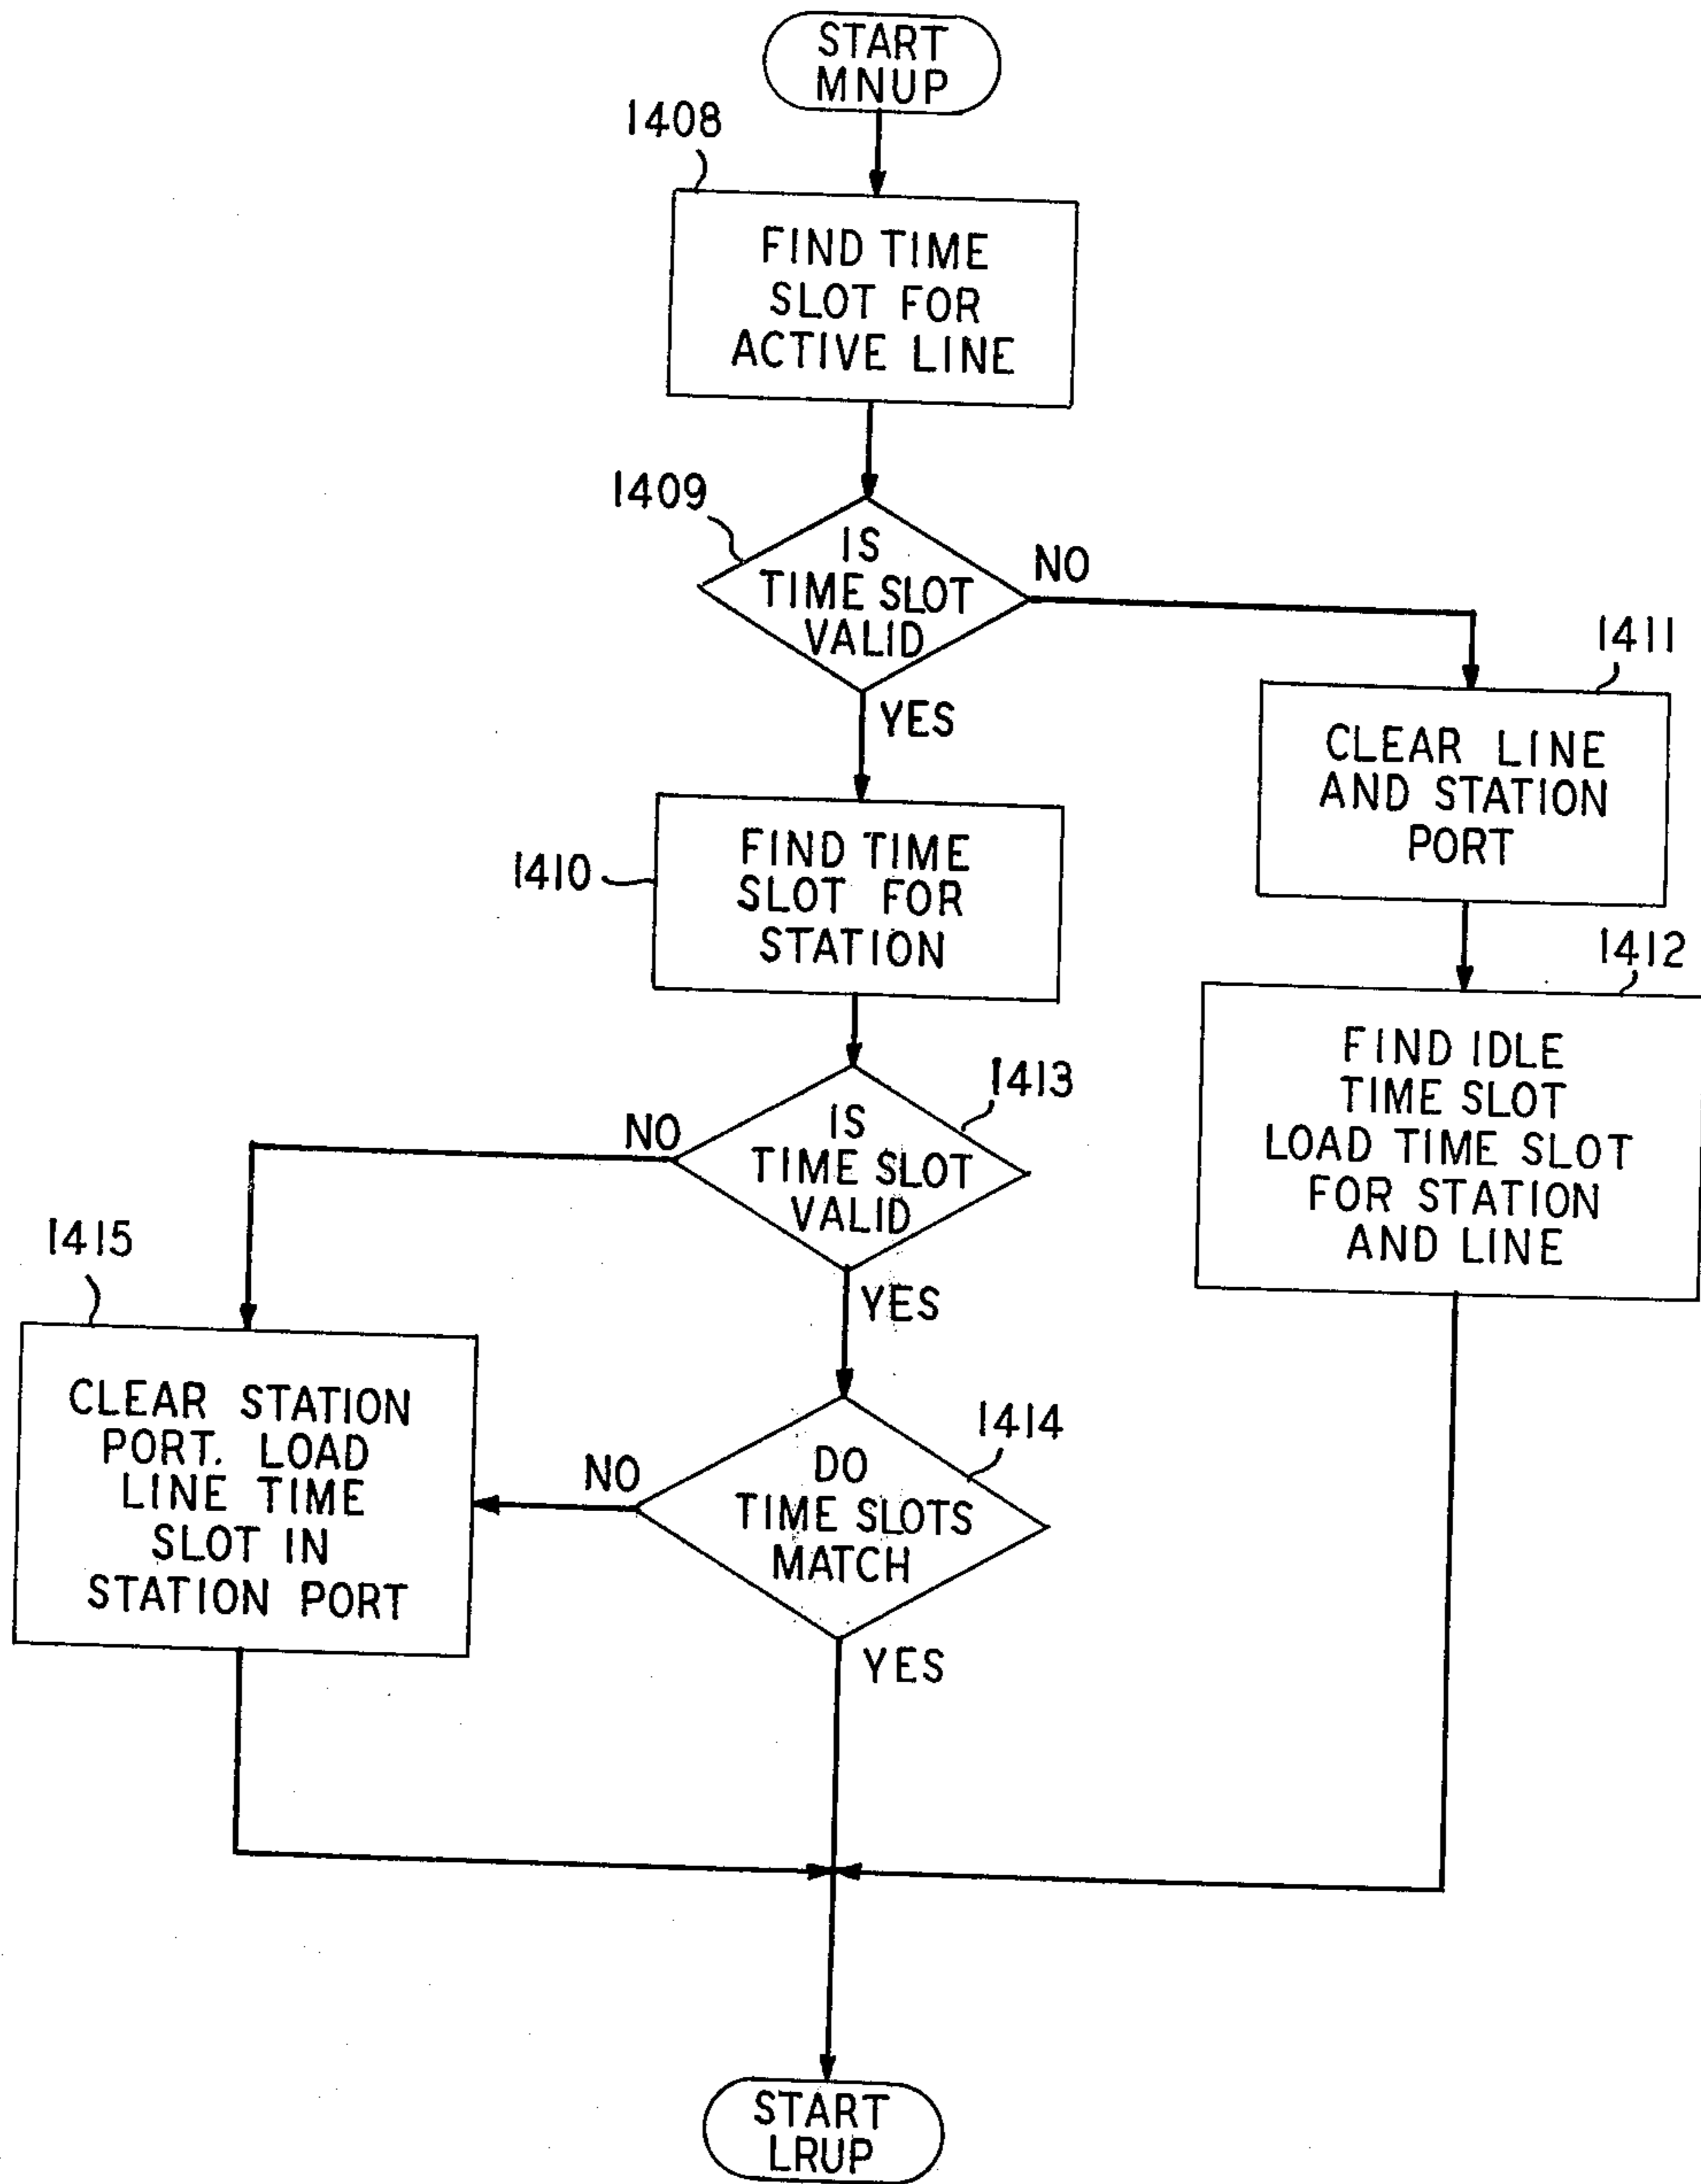 START
MNUP
1408
FIND TIME
SLOT FOR
ACTIVE LINE
1409
IS
TIME SLOT
VALID
NO
YES
1411
CLEAR LINE
AND STATION
PORT
1410
FIND TIME
SLOT FOR
STATION
1412
FIND IDLE
TIME SLOT
LOAD TIME SLOT
FOR STATION
AND LINE
1413
IS
TIME SLOT
VALID
NO
YES
1415
CLEAR STATION
PORT. LOAD
LINE TIME
SLOT IN
STATION PORT
1414
DO
TIME SLOTS
MATCH
NO
YES
START
LRUP